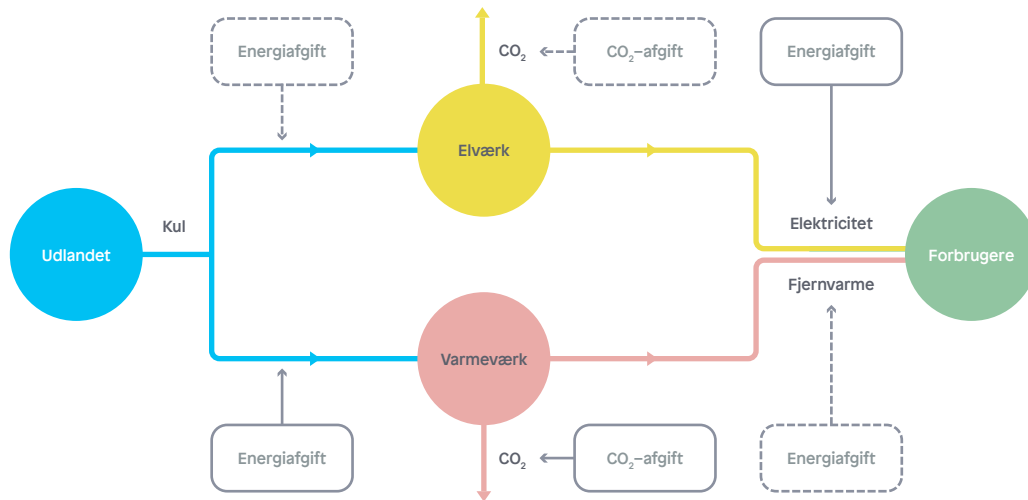 Energiafgift
CO₂
CO₂–afgift
Energiafgift
Elværk
Kul
Elektricitet
Udlandet
Forbrugere
Fjernvarme
Varmeværk
Energiafgift
CO₂
CO₂–afgift
Energiafgift